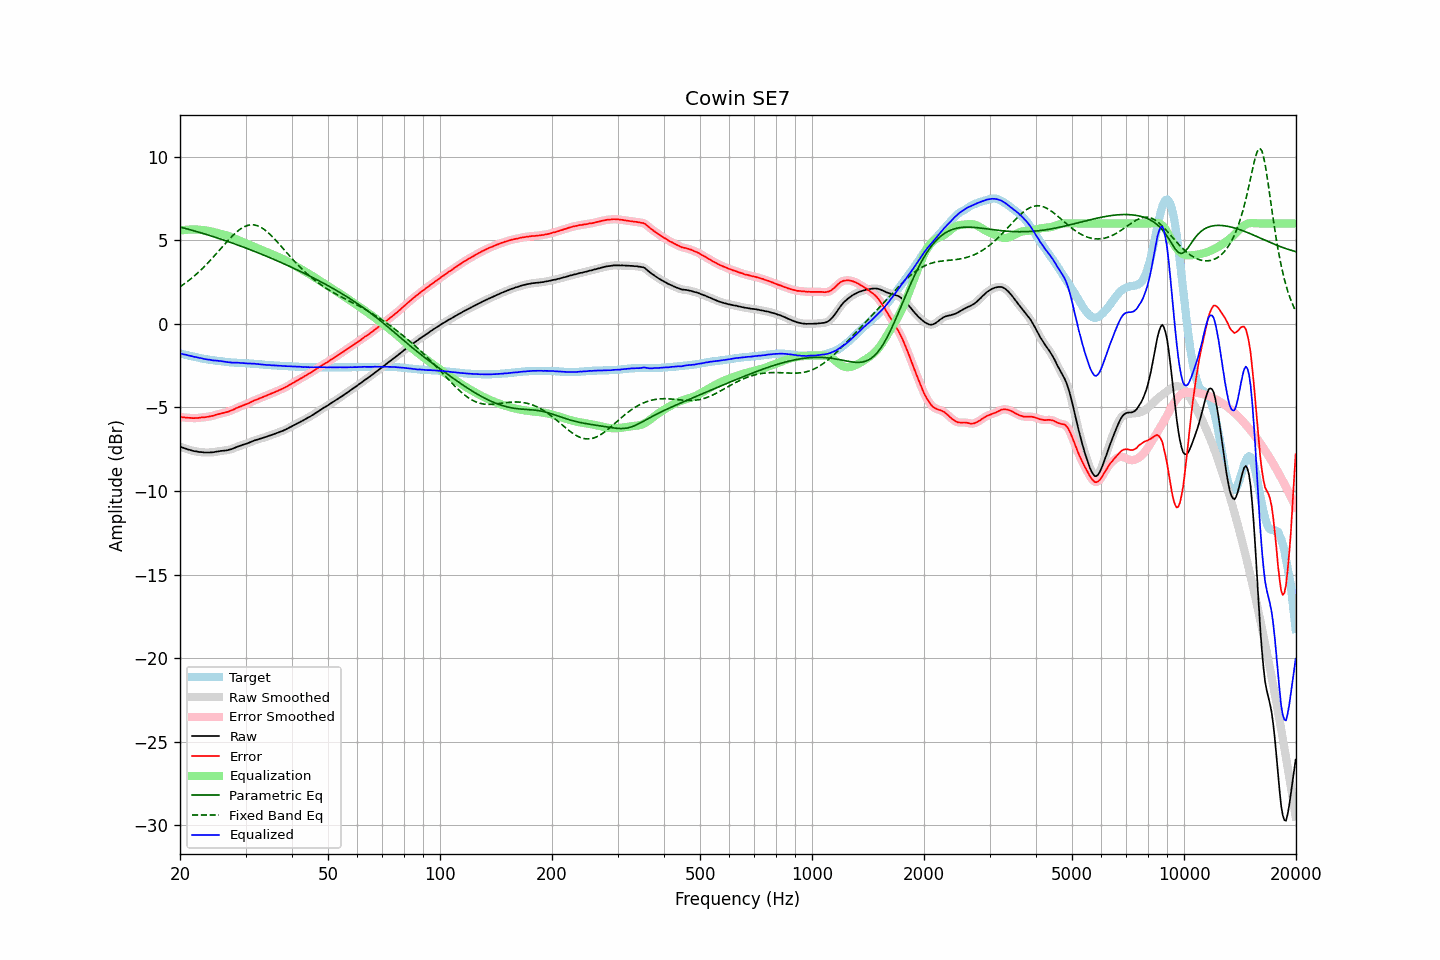 Cowin SE7
Amplitude (dBr)
10
5
0
−5
−10
−15
−20
−25
−30
Target
Raw Smoothed
Error Smoothed
Raw
Error
Equalization
Parametric Eq
Fixed Band Eq
Equalized
20 50 100 200 500 1000 2000 5000 10000 20000
Frequency (Hz)